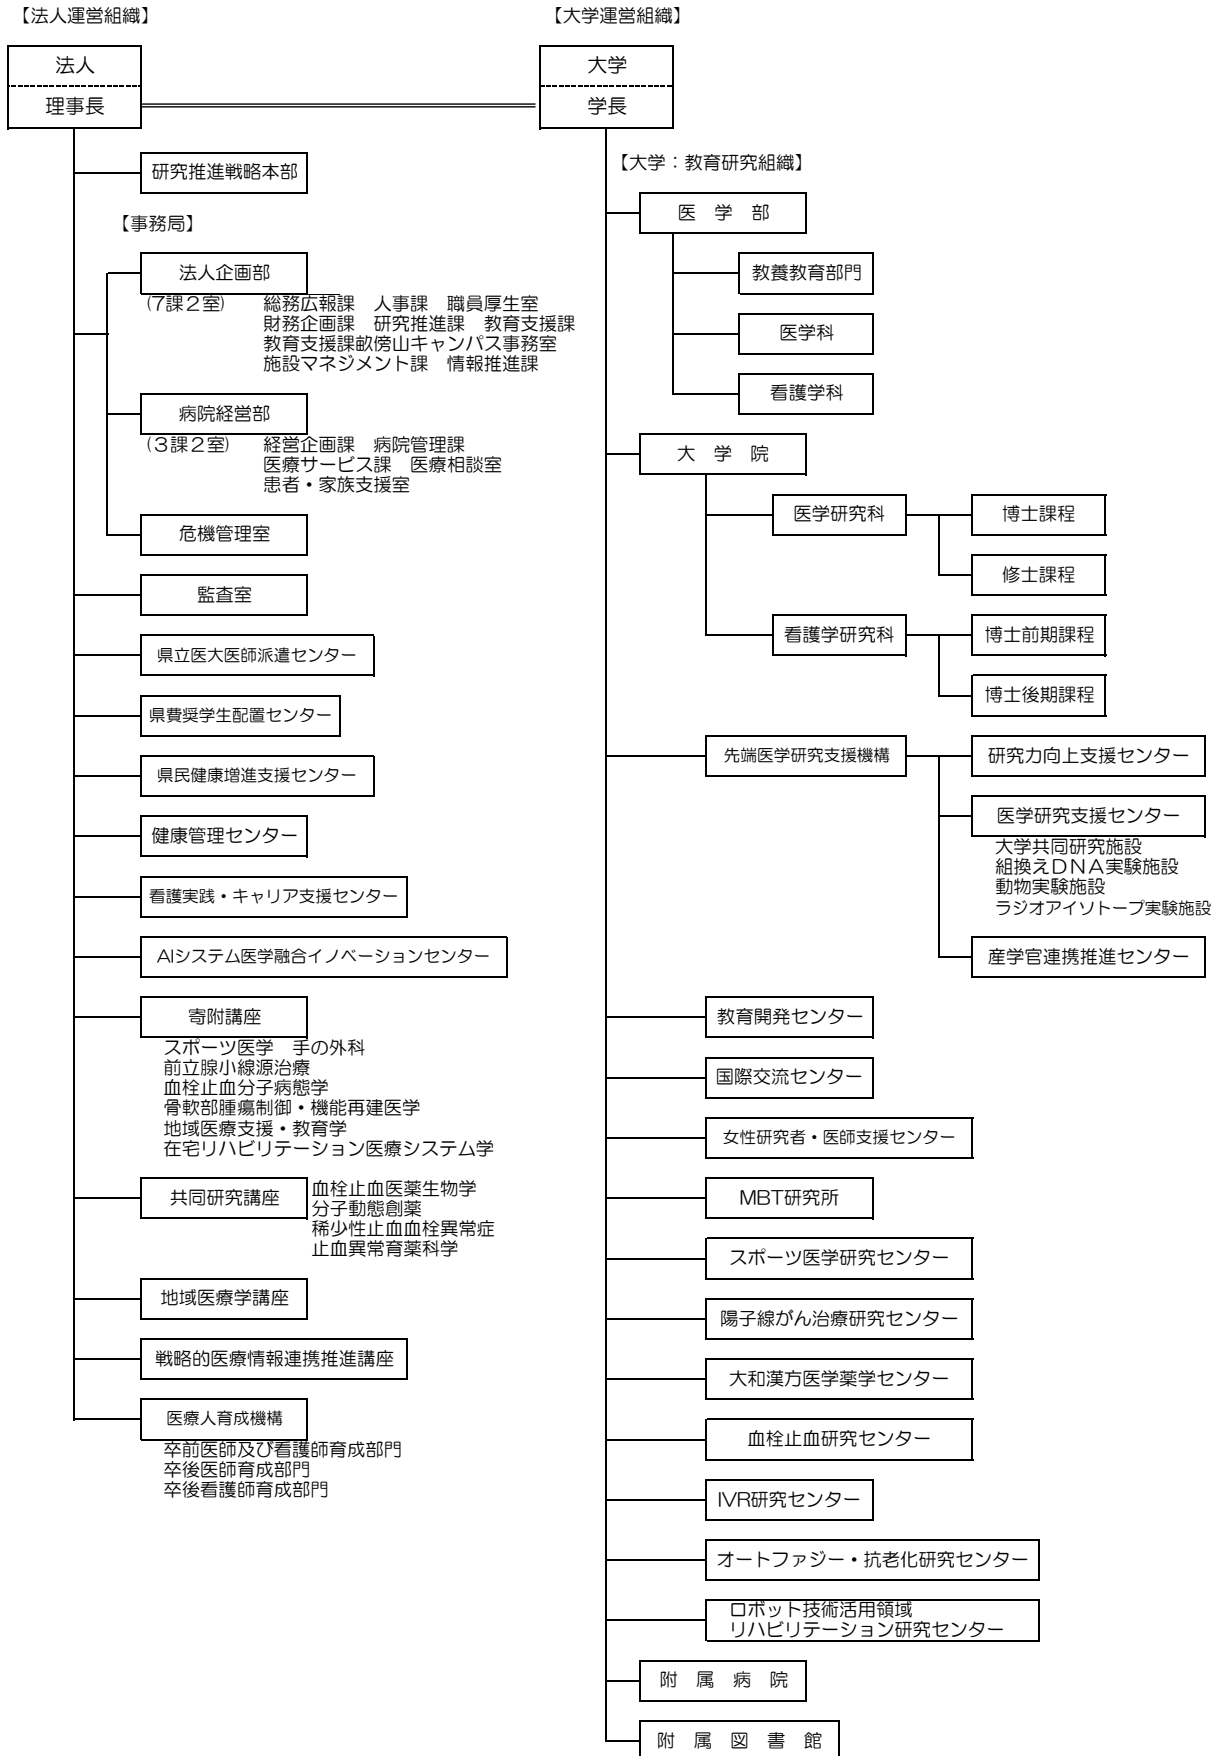 【法人運営組織】
法人
理事長
研究推進戦略本部
【事務局】
法人企画部
(7課2室) 総務広報課 人事課 職員厚生室
財務企画課 研究推進課 教育支援課
教育支援課畝傍山キャンパス事務室
施設マネジメント課 情報推進課
病院経営部
(3課2室) 経営企画課 病院管理課
医療サービス課 医療相談室
患者・家族支援室
危機管理室
監査室
県立医大医師派遣センター
県費奨学生配置センター
県民健康増進支援センター
健康管理センター
看護実践・キャリア支援センター
AIシステム医学融合イノベーションセンター
寄附講座
スポーツ医学 手の外科
前立腺小線源治療
血栓止血分子病態学
骨軟部腫瘍制御・機能再建医学
地域医療支援・教育学
在宅リハビリテーション医療システム学
共同研究講座
血栓止血医薬生物学
分子動態創薬
稀少性止血血栓異常症
止血異常育薬科学
地域医療学講座
戦略的医療情報連携推進講座
医療人育成機構
卒前医師及び看護師育成部門
卒後医師育成部門
卒後看護師育成部門
【大学運営組織】
大学
学長
【大学：教育研究組織】
医 学 部
教養教育部門
医学科
看護学科
大 学 院
医学研究科
博士課程
修士課程
看護学研究科
博士前期課程
博士後期課程
先端医学研究支援機構
研究力向上支援センター
医学研究支援センター
大学共同研究施設
組換えDNA実験施設
動物実験施設
ラジオアイソトープ実験施設
産学官連携推進センター
教育開発センター
国際交流センター
女性研究者・医師支援センター
MBT研究所
スポーツ医学研究センター
陽子線がん治療研究センター
大和漢方医学薬学センター
血栓止血研究センター
IVR研究センター
オートファジー・抗老化研究センター
ロボット技術活用領域
リハビリテーション研究センター
附 属 病 院
附 属 図 書 館